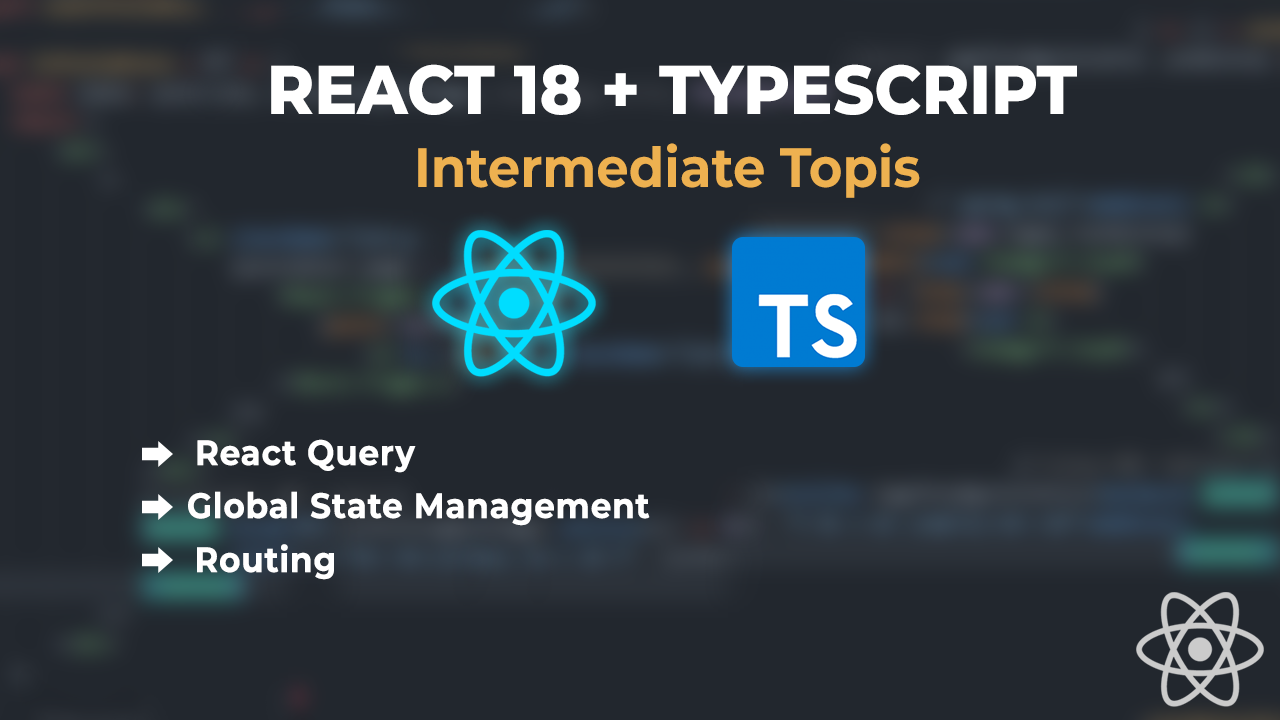 REACT 18 + TYPESCRIPT
Intermediate Topis
TS
React Query
Global State Management
Routing